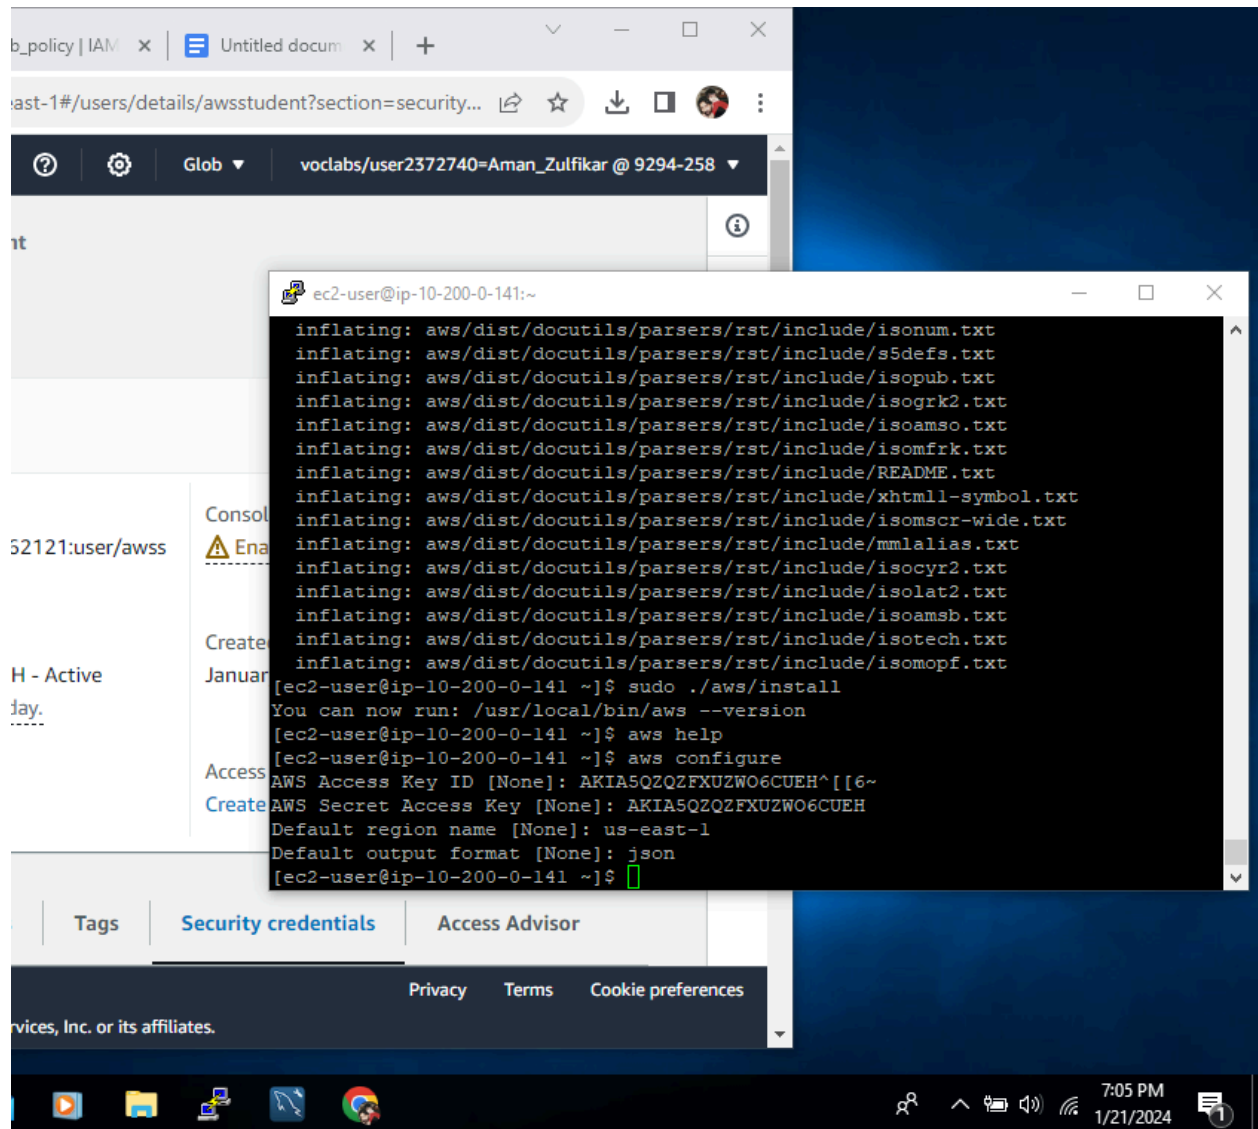 b_policy | IAM
Untitled docum
east-1#/users/details/awsstudent?section=security...
Glob
voclabs/user2372740=Aman_Zulfikar @ 9294-258
nt
ec2-user@ip-10-200-0-141:~
inflating: aws/dist/docutils/parsers/rst/include/isonum.txt
inflating: aws/dist/docutils/parsers/rst/include/s5defs.txt
inflating: aws/dist/docutils/parsers/rst/include/isopub.txt
inflating: aws/dist/docutils/parsers/rst/include/isogrk2.txt
inflating: aws/dist/docutils/parsers/rst/include/isoamso.txt
inflating: aws/dist/docutils/parsers/rst/include/isomfrk.txt
inflating: aws/dist/docutils/parsers/rst/include/README.txt
inflating: aws/dist/docutils/parsers/rst/include/xhtml1-symbol.txt
inflating: aws/dist/docutils/parsers/rst/include/isomscr-wide.txt
inflating: aws/dist/docutils/parsers/rst/include/mmlalias.txt
inflating: aws/dist/docutils/parsers/rst/include/isocyr2.txt
inflating: aws/dist/docutils/parsers/rst/include/isolat2.txt
inflating: aws/dist/docutils/parsers/rst/include/isoamsb.txt
inflating: aws/dist/docutils/parsers/rst/include/isotech.txt
inflating: aws/dist/docutils/parsers/rst/include/isomopf.txt
[ec2-user@ip-10-200-0-141 ~]$ sudo ./aws/install
You can now run: /usr/local/bin/aws --version
[ec2-user@ip-10-200-0-141 ~]$ aws help
[ec2-user@ip-10-200-0-141 ~]$ aws configure
AWS Access Key ID [None]: AKIA5QZQZFXUZWO6CUEH^[[6~
AWS Secret Access Key [None]: AKIA5QZQZFXUZWO6CUEH
Default region name [None]: us-east-1
Default output format [None]: json
[ec2-user@ip-10-200-0-141 ~]$
Consol
62121:user/awss
Ena
Create
H - Active
Januar
day.
Access
Create
Tags
Security credentials
Access Advisor
Privacy
Terms
Cookie preferences
rvices, Inc. or its affiliates.
7:05 PM
1/21/2024
1